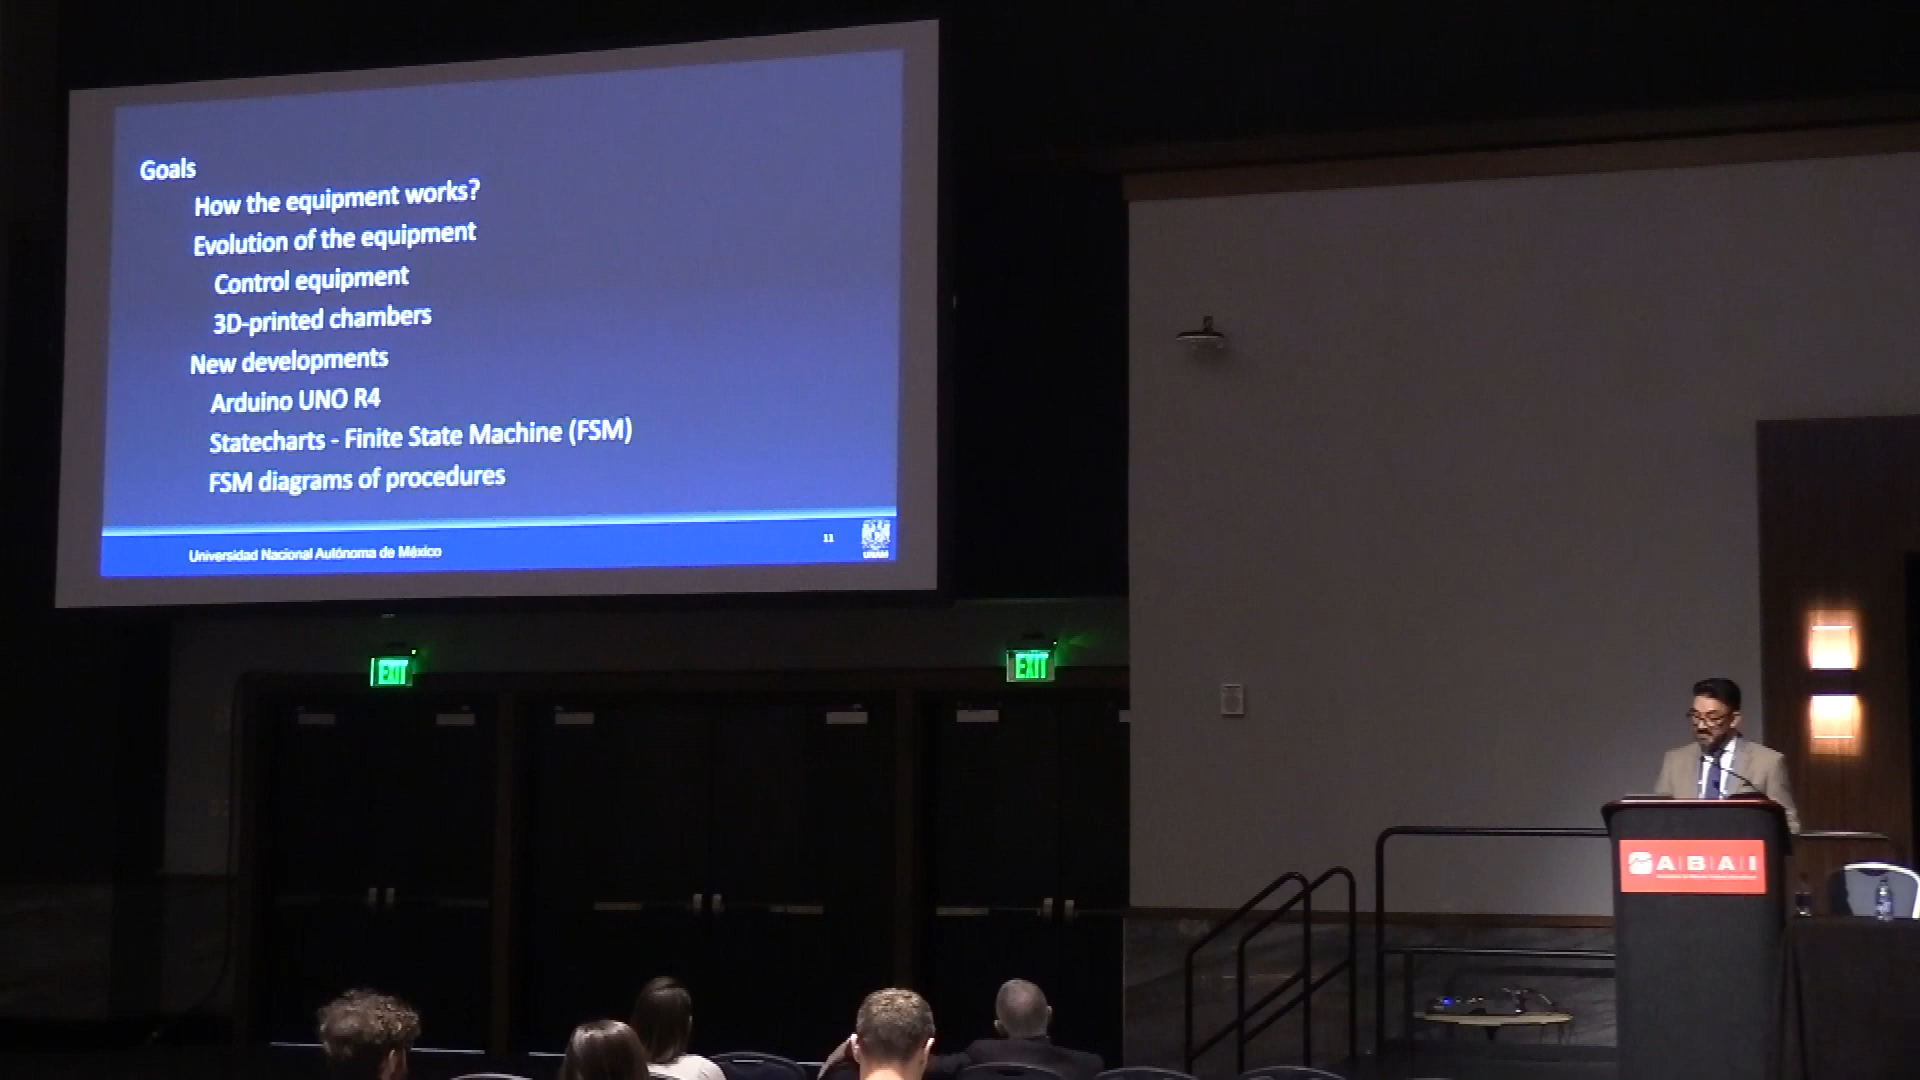 Goals
How the equipment works?
Evolution of the equipment
Control equipment
3D-printed chambers
New developments
Arduino UNO R4
Statecharts - Finite State Machine (FSM)
FSM diagrams of procedures
Universidad Nacional Autónoma de México
11
UNAM
EXIT
EXIT
A|B|A|I